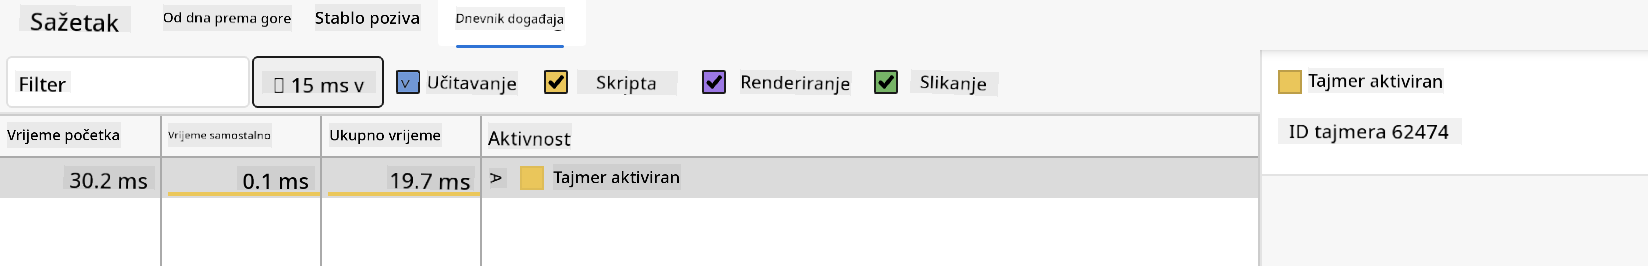 Sažetak Od dna prema gore Stablo poziva Dnevnik događaja
Filter 15 ms v Učitavanje Skripta Renderiranje Slikanje
Tajmer aktiviran
ID tajmera 62474
Vrijeme početka Vrijeme samostalno Ukupno vrijeme Aktivnost
30.2 ms 0.1 ms 19.7 ms Tajmer aktiviran